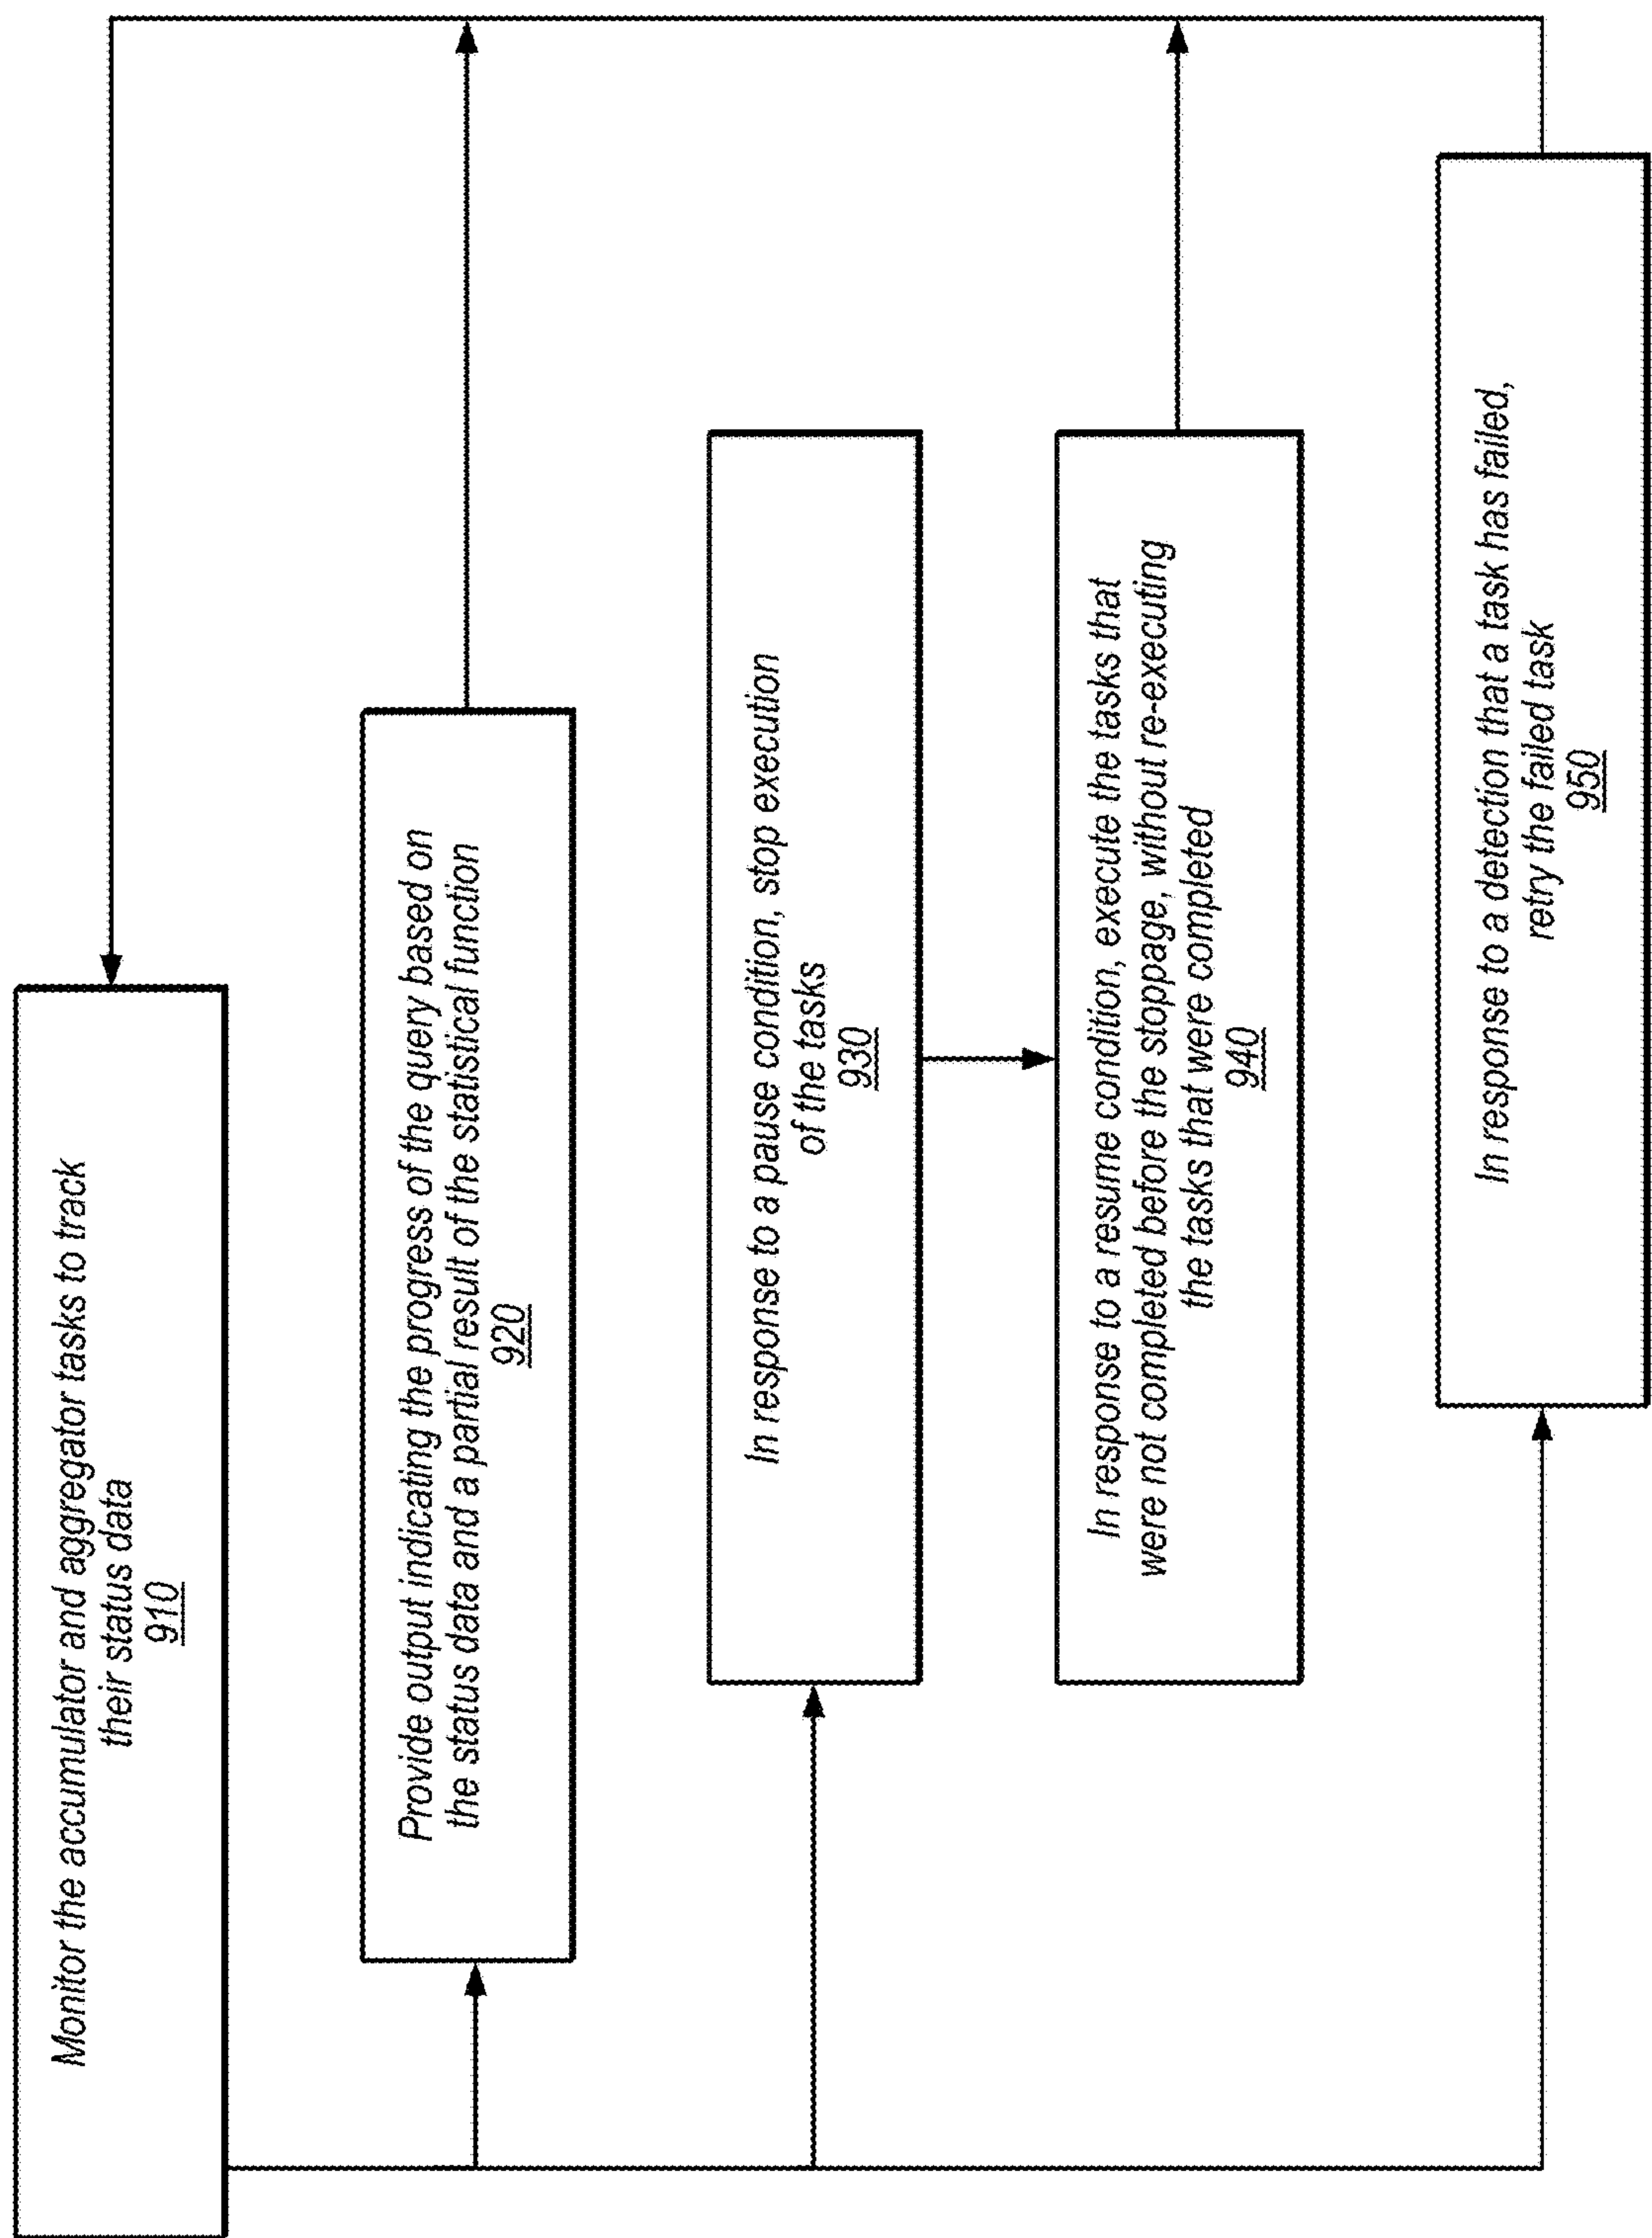 Monitor the accumulator and aggregator tasks to track
their status data
910
Provide output indicating the progress of the query based on
the status data and a partial result of the statistical function
920
In response to a pause condition, stop execution
of the tasks
930
In response to a resume condition, execute the tasks that
were not completed before the stoppage, without re-executing
the tasks that were completed
940
In response to a detection that a task has failed,
retry the failed task
950